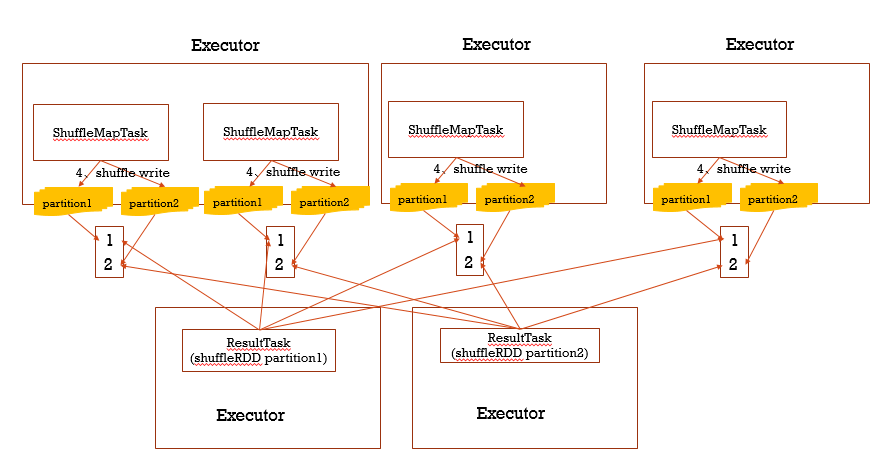 Executor
Executor
Executor
ShuffleMapTask
ShuffleMapTask
ShuffleMapTask
ShuffleMapTask
4、shuffle write
4、shuffle write
4、shuffle write
4、shuffle write
partition1
partition2
partition1
partition2
partition1
partition2
partition1
partition2
1
2
1
2
1
2
1
2
ResultTask
(shuffleRDD partition1)
Executor
ResultTask
(shuffleRDD partition2)
Executor